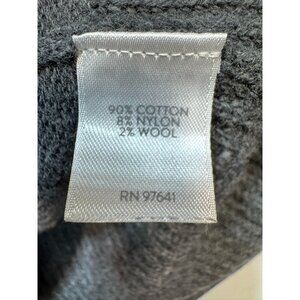 90% COTTON
8% NYLON
2% WOOL
RN 97641